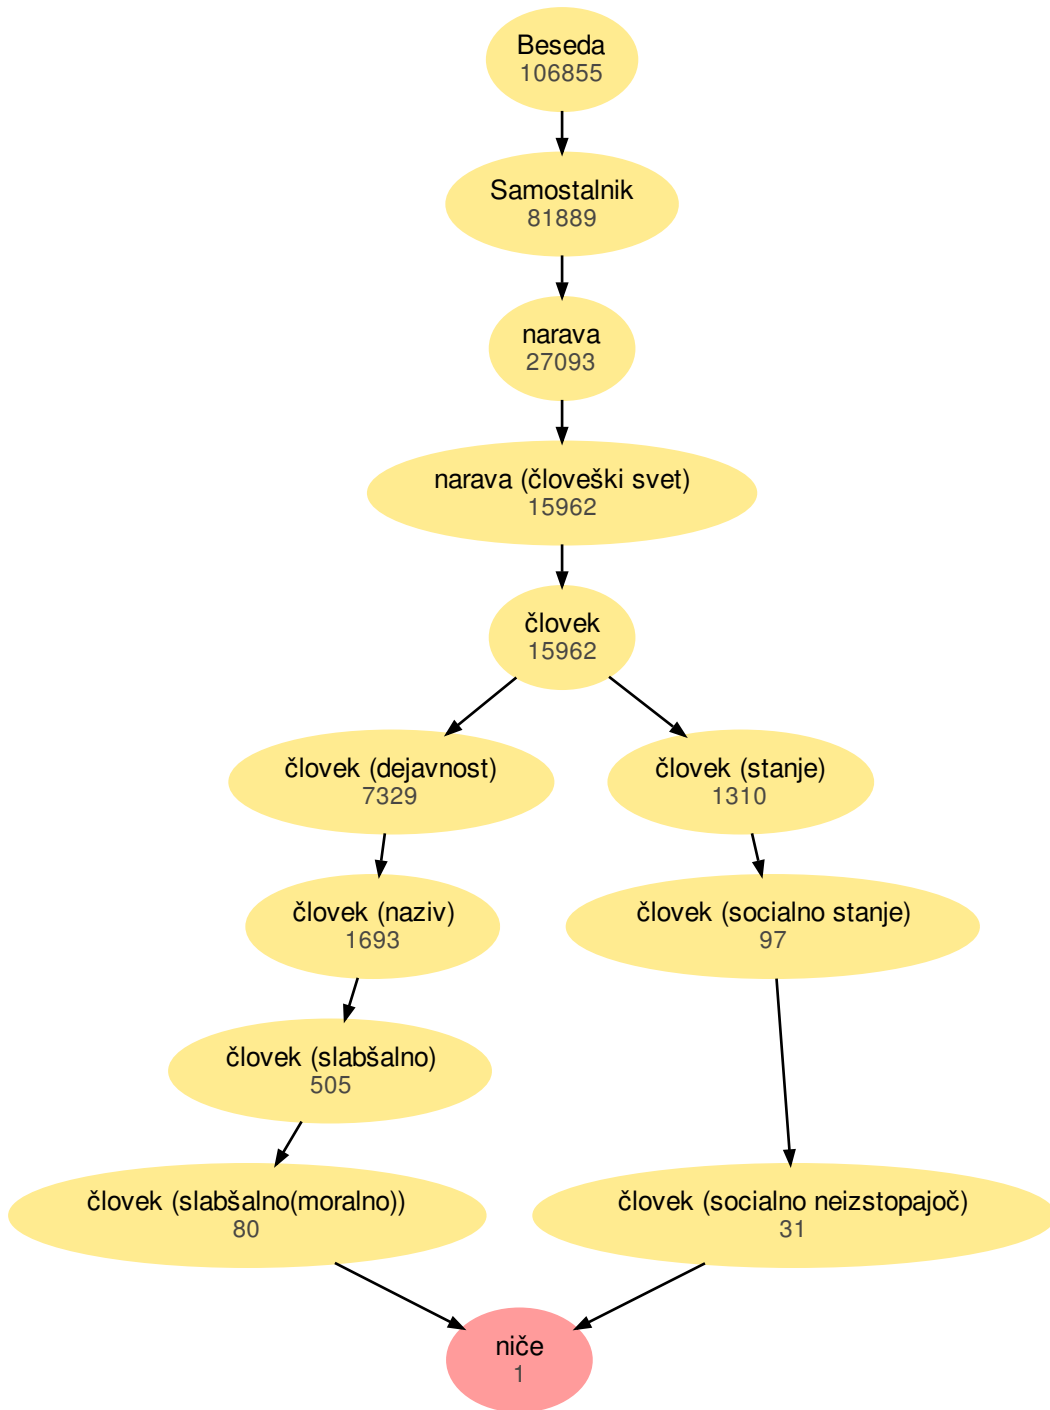 Beseda
106855
Samostalnik
81889
narava
27093
narava (človeški svet)
15962
človek
15962
človek (dejavnost)
7329
človek (stanje)
1310
človek (naziv)
1693
človek (socialno stanje)
97
človek (slabšalno)
505
človek (slabšalno(moralno))
80
človek (socialno neizstopajoč)
31
niče
1